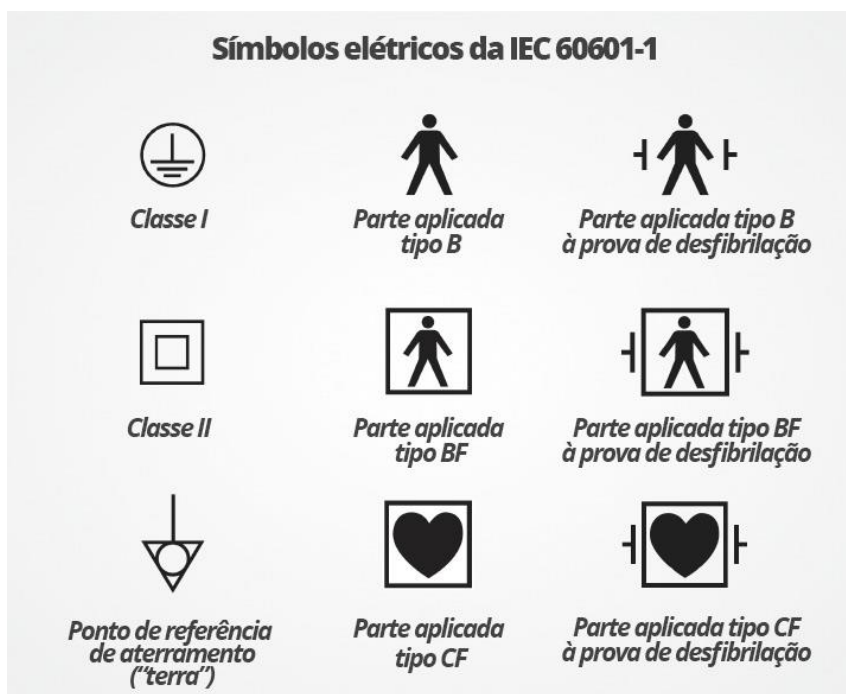 Símbolos elétricos da IEC 60601-1
Classe I
Parte aplicada
tipo B
Parte aplicada tipo B
à prova de desfibrilação
Classe II
Parte aplicada
tipo BF
Parte aplicada tipo BF
à prova de desfibrilação
Ponto de referência
de aterramento
("terra")
Parte aplicada
tipo CF
Parte aplicada tipo CF
à prova de desfibrilação